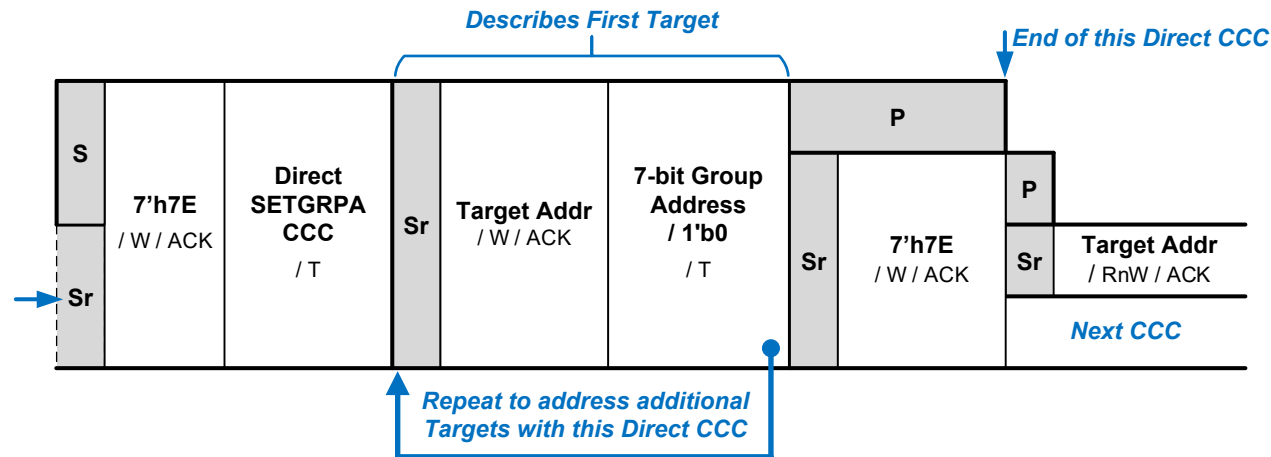 Describes First Target
End of this Direct CCC
S
Sr
7’h7E
/ W / ACK
Direct
SETGRPA
CCC
/ T
Sr
Target Addr
/ W / ACK
7-bit Group
Address
/ 1'b0
/ T
P
Sr
7’h7E
/ W / ACK
P
Sr
Target Addr
/ RnW / ACK
Next CCC
Repeat to address additional
Targets with this Direct CCC